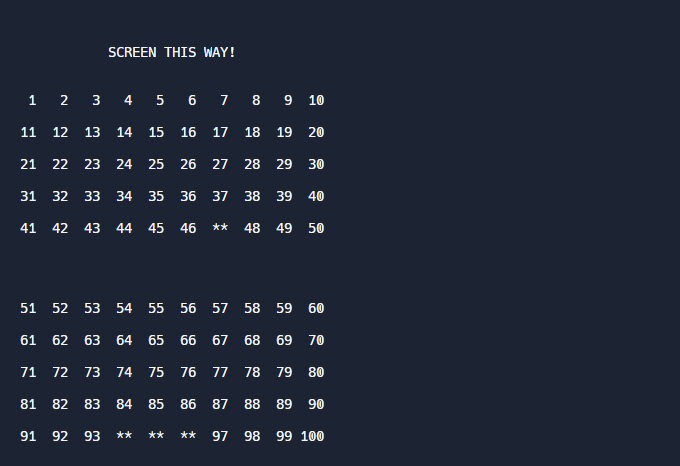 SCREEN THIS WAY!
1 2 3 4 5 6 7 8 9 10
11 12 13 14 15 16 17 18 19 20
21 22 23 24 25 26 27 28 29 30
31 32 33 34 35 36 37 38 39 40
41 42 43 44 45 46 ** 48 49 50
51 52 53 54 55 56 57 58 59 60
61 62 63 64 65 66 67 68 69 70
71 72 73 74 75 76 77 78 79 80
81 82 83 84 85 86 87 88 89 90
91 92 93 ** ** ** 97 98 99 100